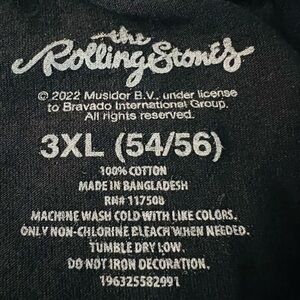 the
Rolling Stones
© 2022 Musidor B.V., under license
to Bravado International Group.
All rights reserved.
3XL (54/56)
100% COTTON
MADE IN BANGLADESH
RN# 117508
MACHINE WASH COLD WITH LIKE COLORS.
ONLY NON-CHLORINE BLEACH WHEN NEEDED.
TUMBLE DRY LOW.
DO NOT IRON DECORATION.
196325582991